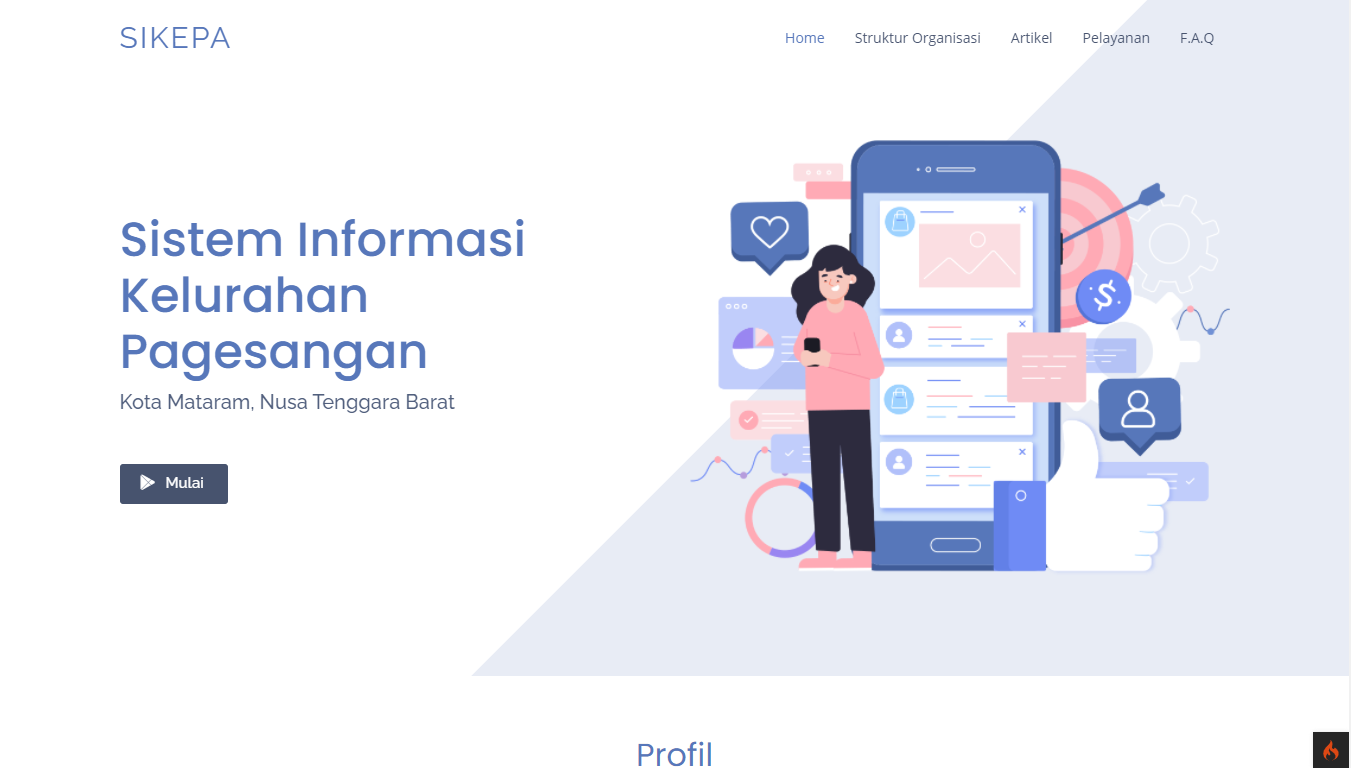 SIKEPA
Home Struktur Organisasi Artikel Pelayanan F.A.Q
Sistem Informasi
Kelurahan
Pagesangan
Kota Mataram, Nusa Tenggara Barat
Mulai
$
Profil